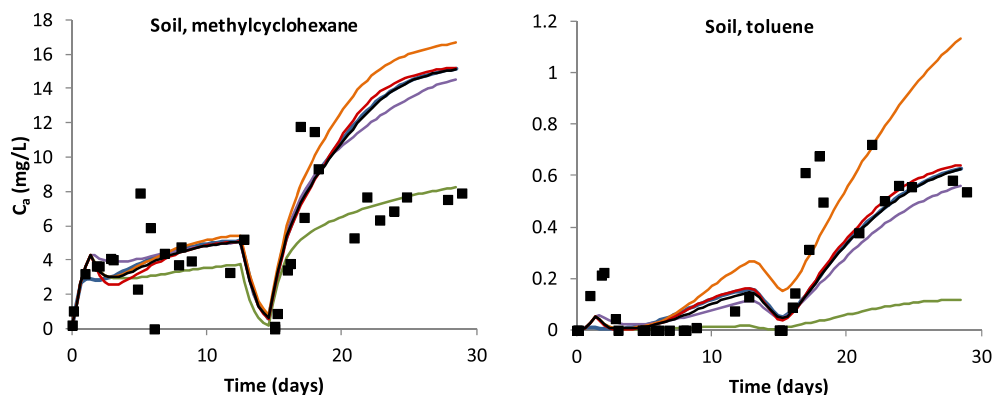 Soil, methylcyclohexane
18
16
14
12
10
8
6
4
2
0
Ca (mg/L)
0 10 20 30
Time (days)
Soil, toluene
1.2
1
0.8
0.6
0.4
0.2
0
0 10 20 30
Time (days)